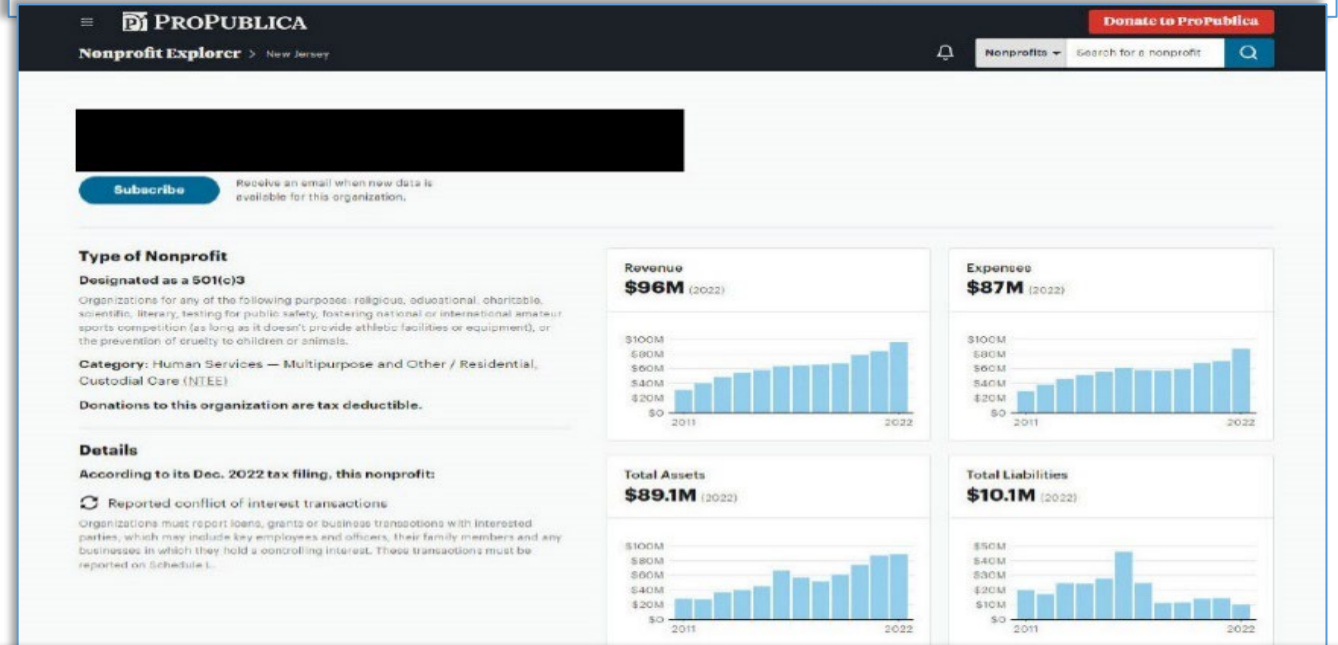 PROPUBLICA
Donate to ProPublica
Nonprofit Explorer > New Jersey
Nonprofits
Search for a nonprofit
Subscribe
Receive an email when new data is
available for this organization.
Type of Nonprofit
Designated as a 501(c)3
Organizations for any of the following purposes: religious, educational, charitable,
scientific, literary, testing for public safety, fostering national or international amateur
sports competition (as long as it doesn't provide athletic facilities or equipment), or
the prevention of cruelty to children or animals.
Category: Human Services — Multipurpose and Other / Residential,
Custodial Care (NTEE)
Donations to this organization are tax deductible.
Details
According to its Dec. 2022 tax filing, this nonprofit:
Reported conflict of interest transactions
Organizations must report loans, grants or business transactions with interested
parties, which may include key employees and officers, their family members and any
businesses in which they hold a controlling interest. These transactions must be
reported on Schedule L.
Revenue
$96M (2022)
$100M
$80M
$60M
$40M
$20M
$0
2011 2022
Expenses
$87M (2022)
$100M
$80M
$60M
$40M
$20M
$0
2011 2022
Total Assets
$89.1M (2022)
$100M
$80M
$60M
$40M
$20M
$0
2011 2022
Total Liabilities
$10.1M (2022)
$50M
$40M
$30M
$20M
$10M
$0
2011 2022